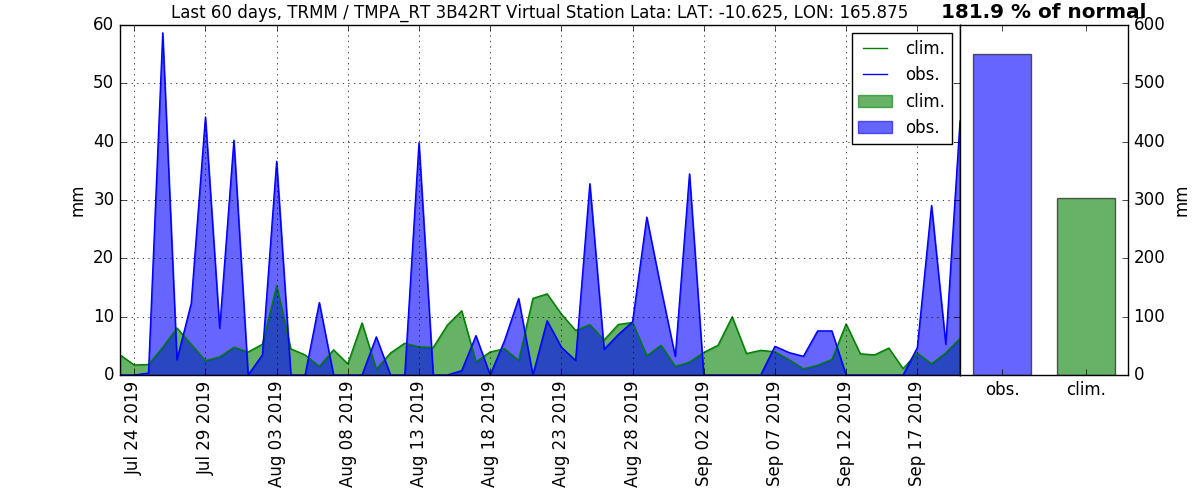 Last 60 days, TRMM / TMPA_RT 3B42RT Virtual Station Lata: LAT: -10.625, LON: 165.875
181.9 % of normal
60
50
40
30
20
10
0
mm
clim.
obs.
clim.
obs.
600
500
400
300
200
100
0
mm
Jul 24 2019
Jul 29 2019
Aug 03 2019
Aug 08 2019
Aug 13 2019
Aug 18 2019
Aug 23 2019
Aug 28 2019
Sep 02 2019
Sep 07 2019
Sep 12 2019
Sep 17 2019
obs.
clim.